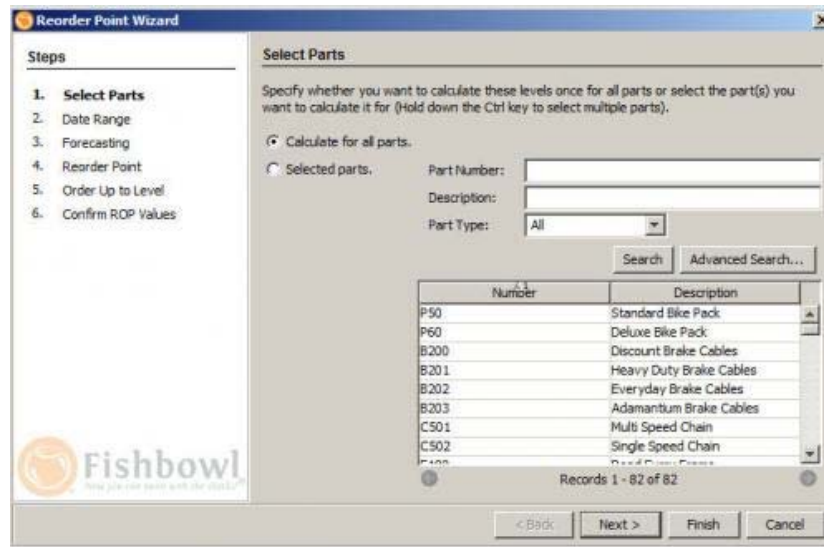 Reorder Point Wizard
Steps
1. Select Parts
2. Date Range
3. Forecasting
4. Reorder Point
5. Order Up to Level
6. Confirm ROP Values
Fishbowl
Select Parts
Specify whether you want to calculate these levels once for all parts or select the part(s) you
want to calculate it for (Hold down the Ctrl key to select multiple parts).
Calculate for all parts.
Selected parts.
Part Number:
Description:
Part Type: All
Search Advanced Search...
Number Description
P50 Standard Bike Pack
P60 Deluxe Bike Pack
B200 Discount Brake Cables
B201 Heavy Duty Brake Cables
B202 Everyday Brake Cables
B203 Adamantium Brake Cables
C501 Multi Speed Chain
C502 Single Speed Chain
Records 1 - 82 of 82
< Back Next > Finish Cancel